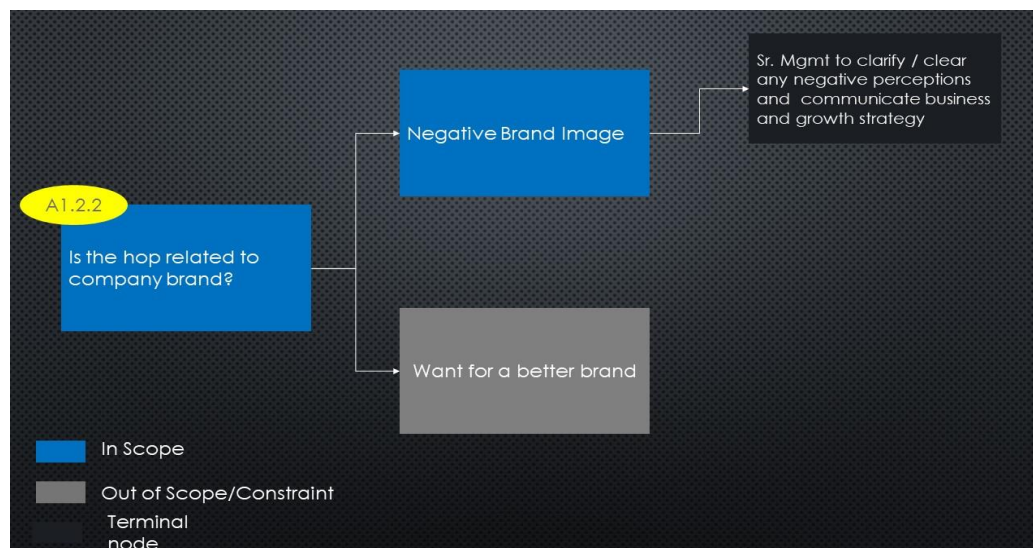 Sr. Mgmt to clarify / clear
any negative perceptions
and communicate business
and growth strategy
Negative Brand Image
A1.2.2
Is the hop related to
company brand?
Want for a better brand
In Scope
Out of Scope/Constraint
Terminal
node